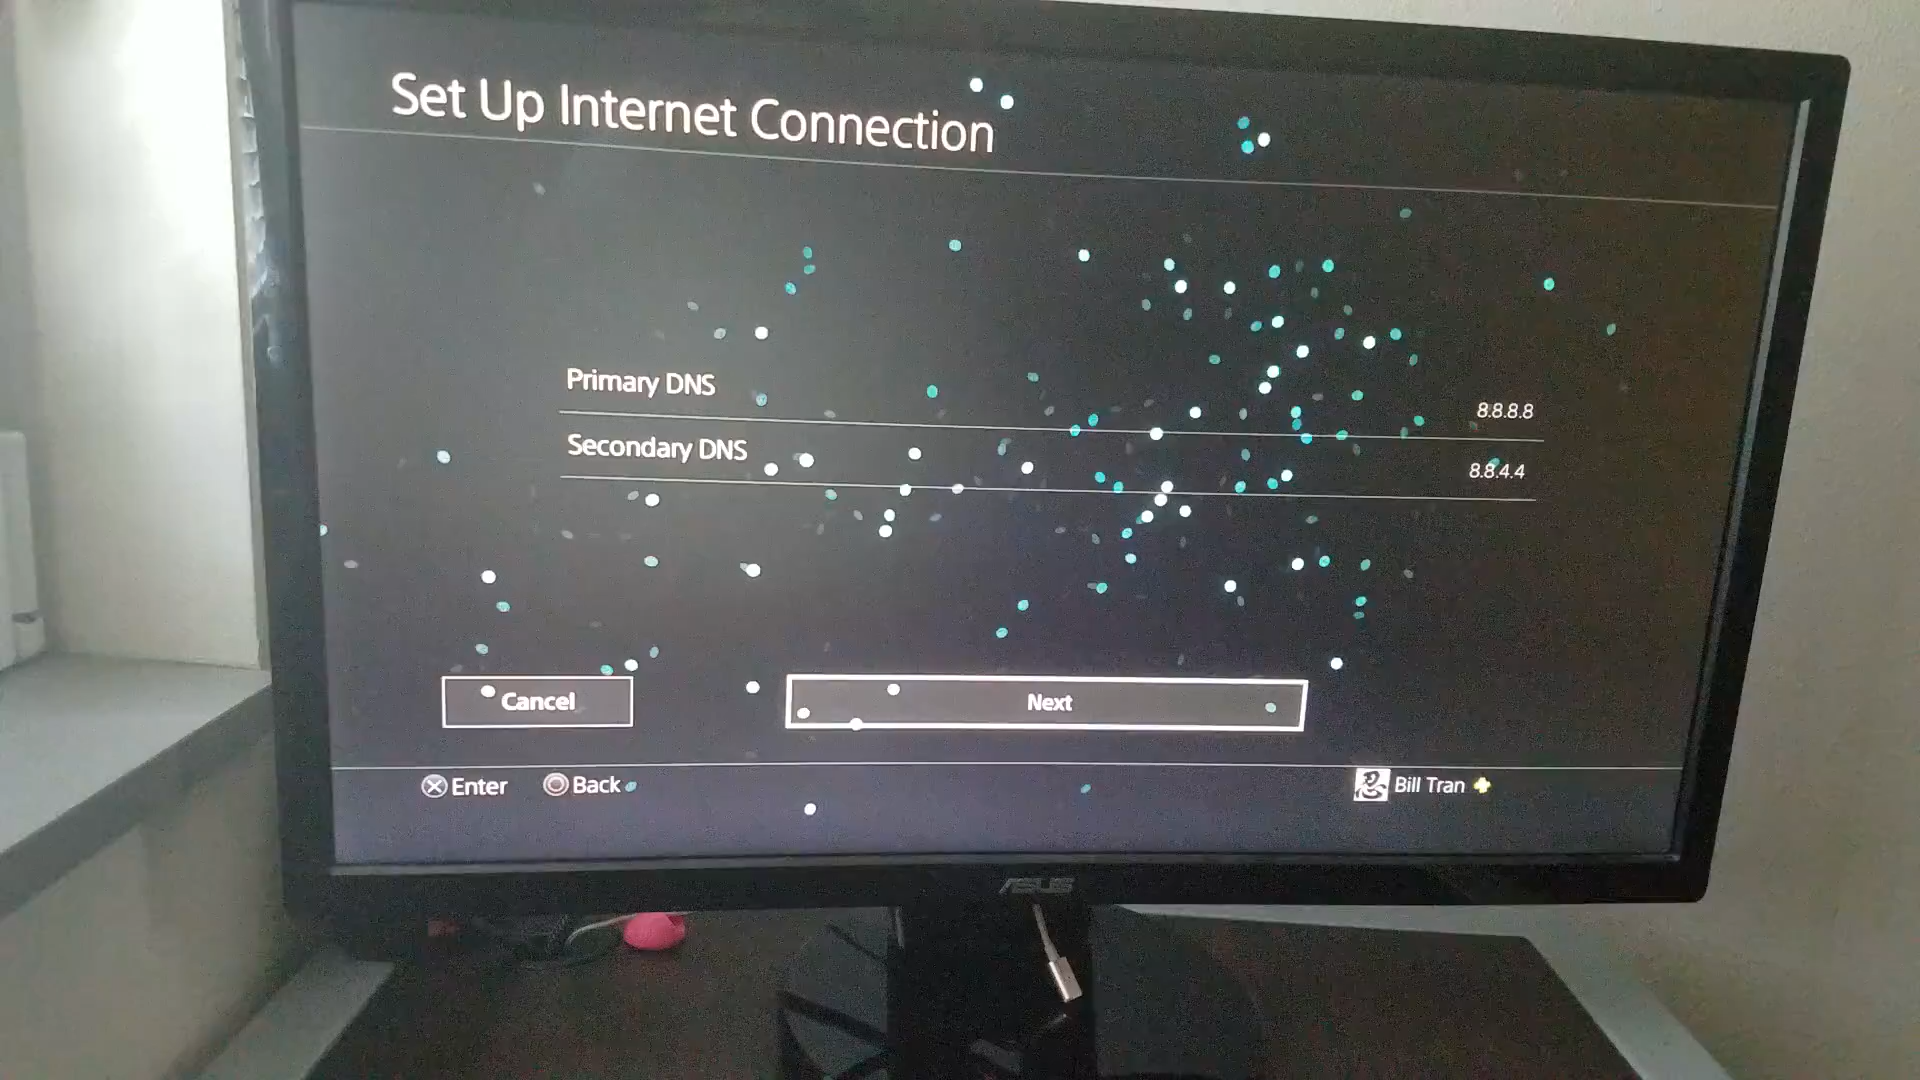 Set Up Internet Connection
Primary DNS 8.8.8.8
Secondary DNS 8.8.4.4
Cancel Next
Enter Back Bill Tran
ASUS